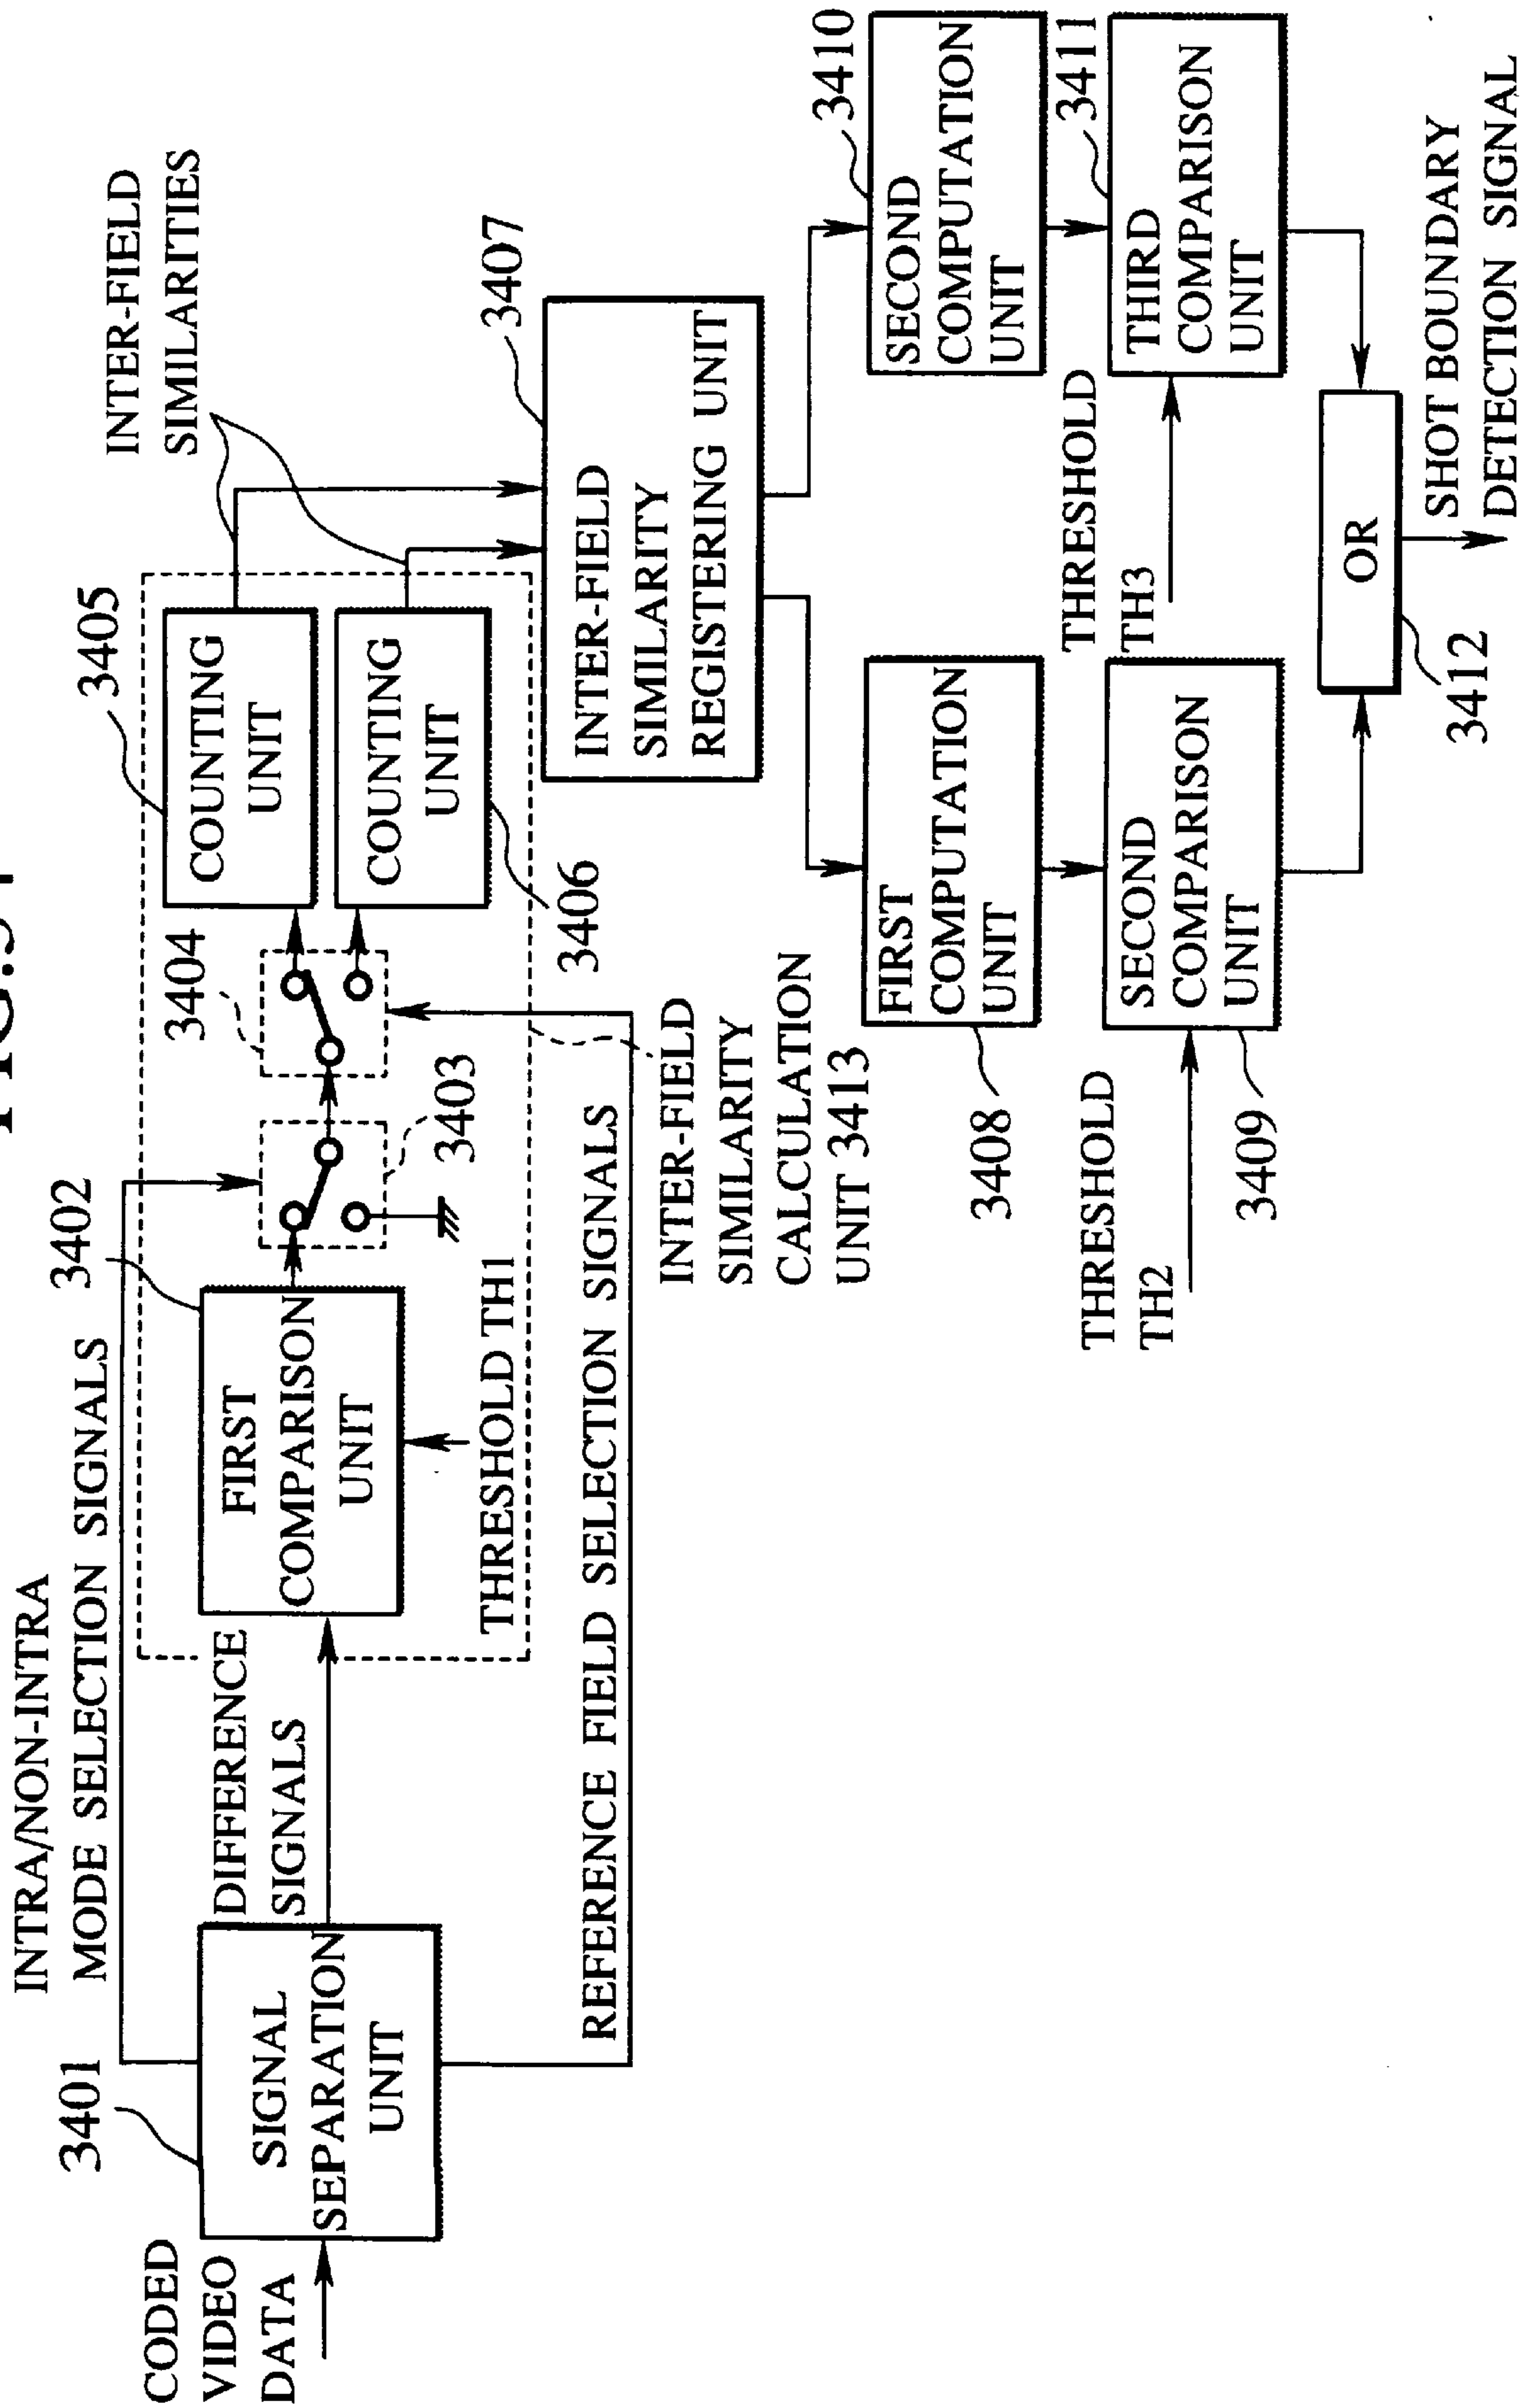 CODED
VIDEO
DATA
3401
SIGNAL
SEPARATION
UNIT
INTRA/NON-INTRA
MODE SELECTION SIGNALS
DIFFERENCE
SIGNALS
REFERENCE FIELD SELECTION SIGNALS
3402
FIRST
COMPARISON
UNIT
THRESHOLD TH1
3403
3404
3405
COUNTING
UNIT
COUNTING
UNIT
3406
INTER-FIELD
SIMILARITY
CALCULATION
UNIT 3413
INTER-FIELD
SIMILARITIES
3407
INTER-FIELD
SIMILARITY
REGISTERING UNIT
FIRST
COMPUTATION
UNIT
3408
SECOND
COMPUTATION
UNIT
3410
THRESHOLD
TH2
SECOND
COMPARISON
UNIT
3409
THRESHOLD
TH3
THIRD
COMPARISON
UNIT
3411
OR
3412
SHOT BOUNDARY
DETECTION SIGNAL